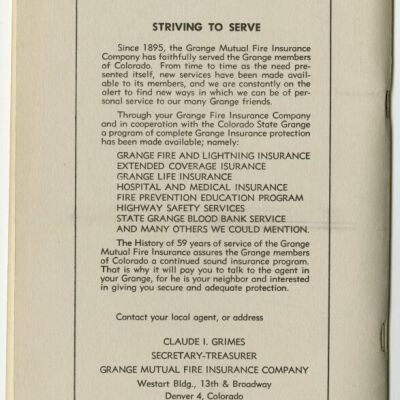 STRIVING TO SERVE
Since 1895, the Grange Mutual Fire Insurance
Company has faithfully served the Grange members
of Colorado. From time to time as the need pre-
sented itself, new services have been made avail-
able to its members, and we are constantly on the
alert to find new ways in which we can be of per-
sonal service to our many Grange friends.
Through your Grange Fire Insurance Company
and in cooperation with the Colorado State Grange
a program of complete Grange Insurance protection
has been made available; namely:
GRANGE FIRE AND LIGHTNING INSURANCE
EXTENDED COVERAGE ISURANCE
GRANGE LIFE INSURANCE
HOSPITAL AND MEDICAL INSURANCE
FIRE PREVENTION EDUCATION PROGRAM
HIGHWAY SAFETY SERVICES
STATE GRANGE BLOOD BANK SERVICE
AND MANY OTHERS WE COULD MENTION.
The History of 59 years of service of the Grange
Mutual Fire Insurance assures the Grange members
of Colorado a continued sound insurance program.
That is why it will pay you to talk to the agent in
your Grange, for he is your neighbor and interested
in giving you secure and adequate protection.
Contact your local agent, or address
CLAUDE I. GRIMES
SECRETARY-TREASURER
GRANGE MUTUAL FIRE INSURANCE COMPANY
Westart Bldg., 13th & Broadway
Denver 4, Colorado